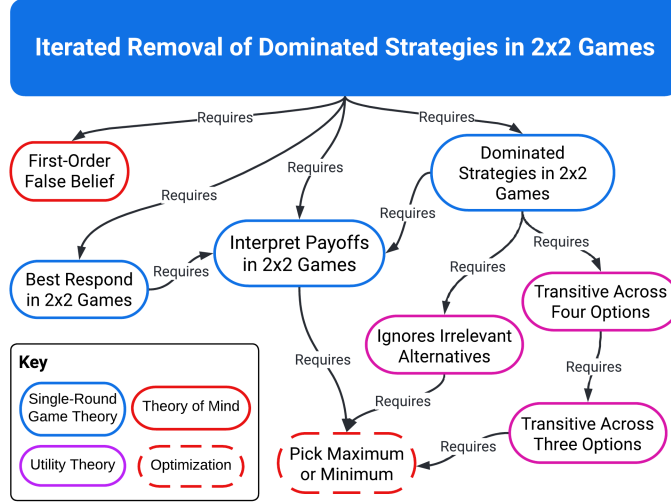 Iterated Removal of Dominated Strategies in 2x2 Games
Requires
Requires
Requires
Requires
First-Order
False Belief
Dominated
Strategies in 2x2
Games
Requires
Requires
Requires
Requires
Interpret Payoffs
in 2x2 Games
Best Respond
in 2x2 Games
Transitive Across
Four Options
Ignores Irrelevant
Alternatives
Requires
Requires
Requires
Requires
Key
Single-Round
Game Theory
Theory of Mind
Utility Theory
Optimization
Pick Maximum
or Minimum
Transitive Across
Three Options